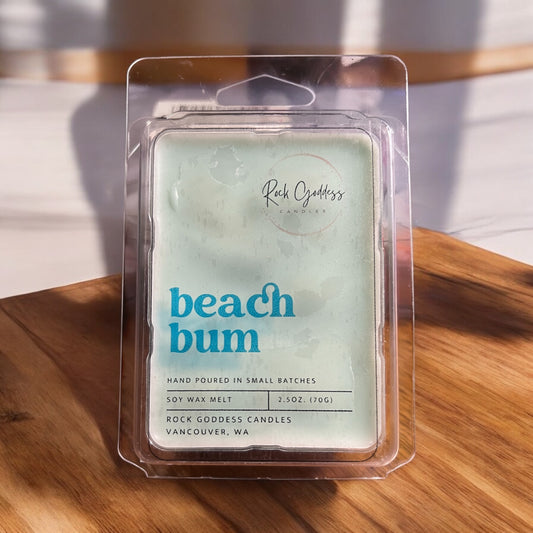 Rock Goddess
CANDLES
beach
bum
HAND POURED IN SMALL BATCHES
SOY WAX MELT
2.5OZ. (70G)
ROCK GODDESS CANDLES
VANCOUVER, WA